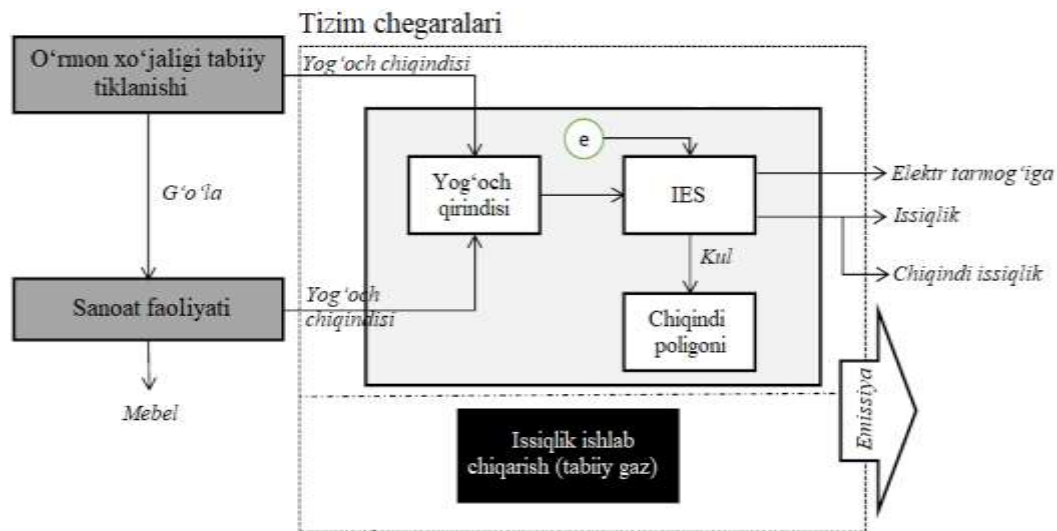 Tizim chegaralari
O‘rmon xo‘jaligi tabiiy
tiklanishi
Yog‘och chiqindisi
e
Yog‘och
qirindisi
IES
Elektr tarmog‘iga
Issiqlik
Chiqindi issiqlik
G‘o‘la
Kul
Sanoat faoliyati
Yog‘och
chiqindisi
Chiqindi
poligoni
Mebel
Emissiya
Issiqlik ishlab
chiqarish (tabiiy gaz)